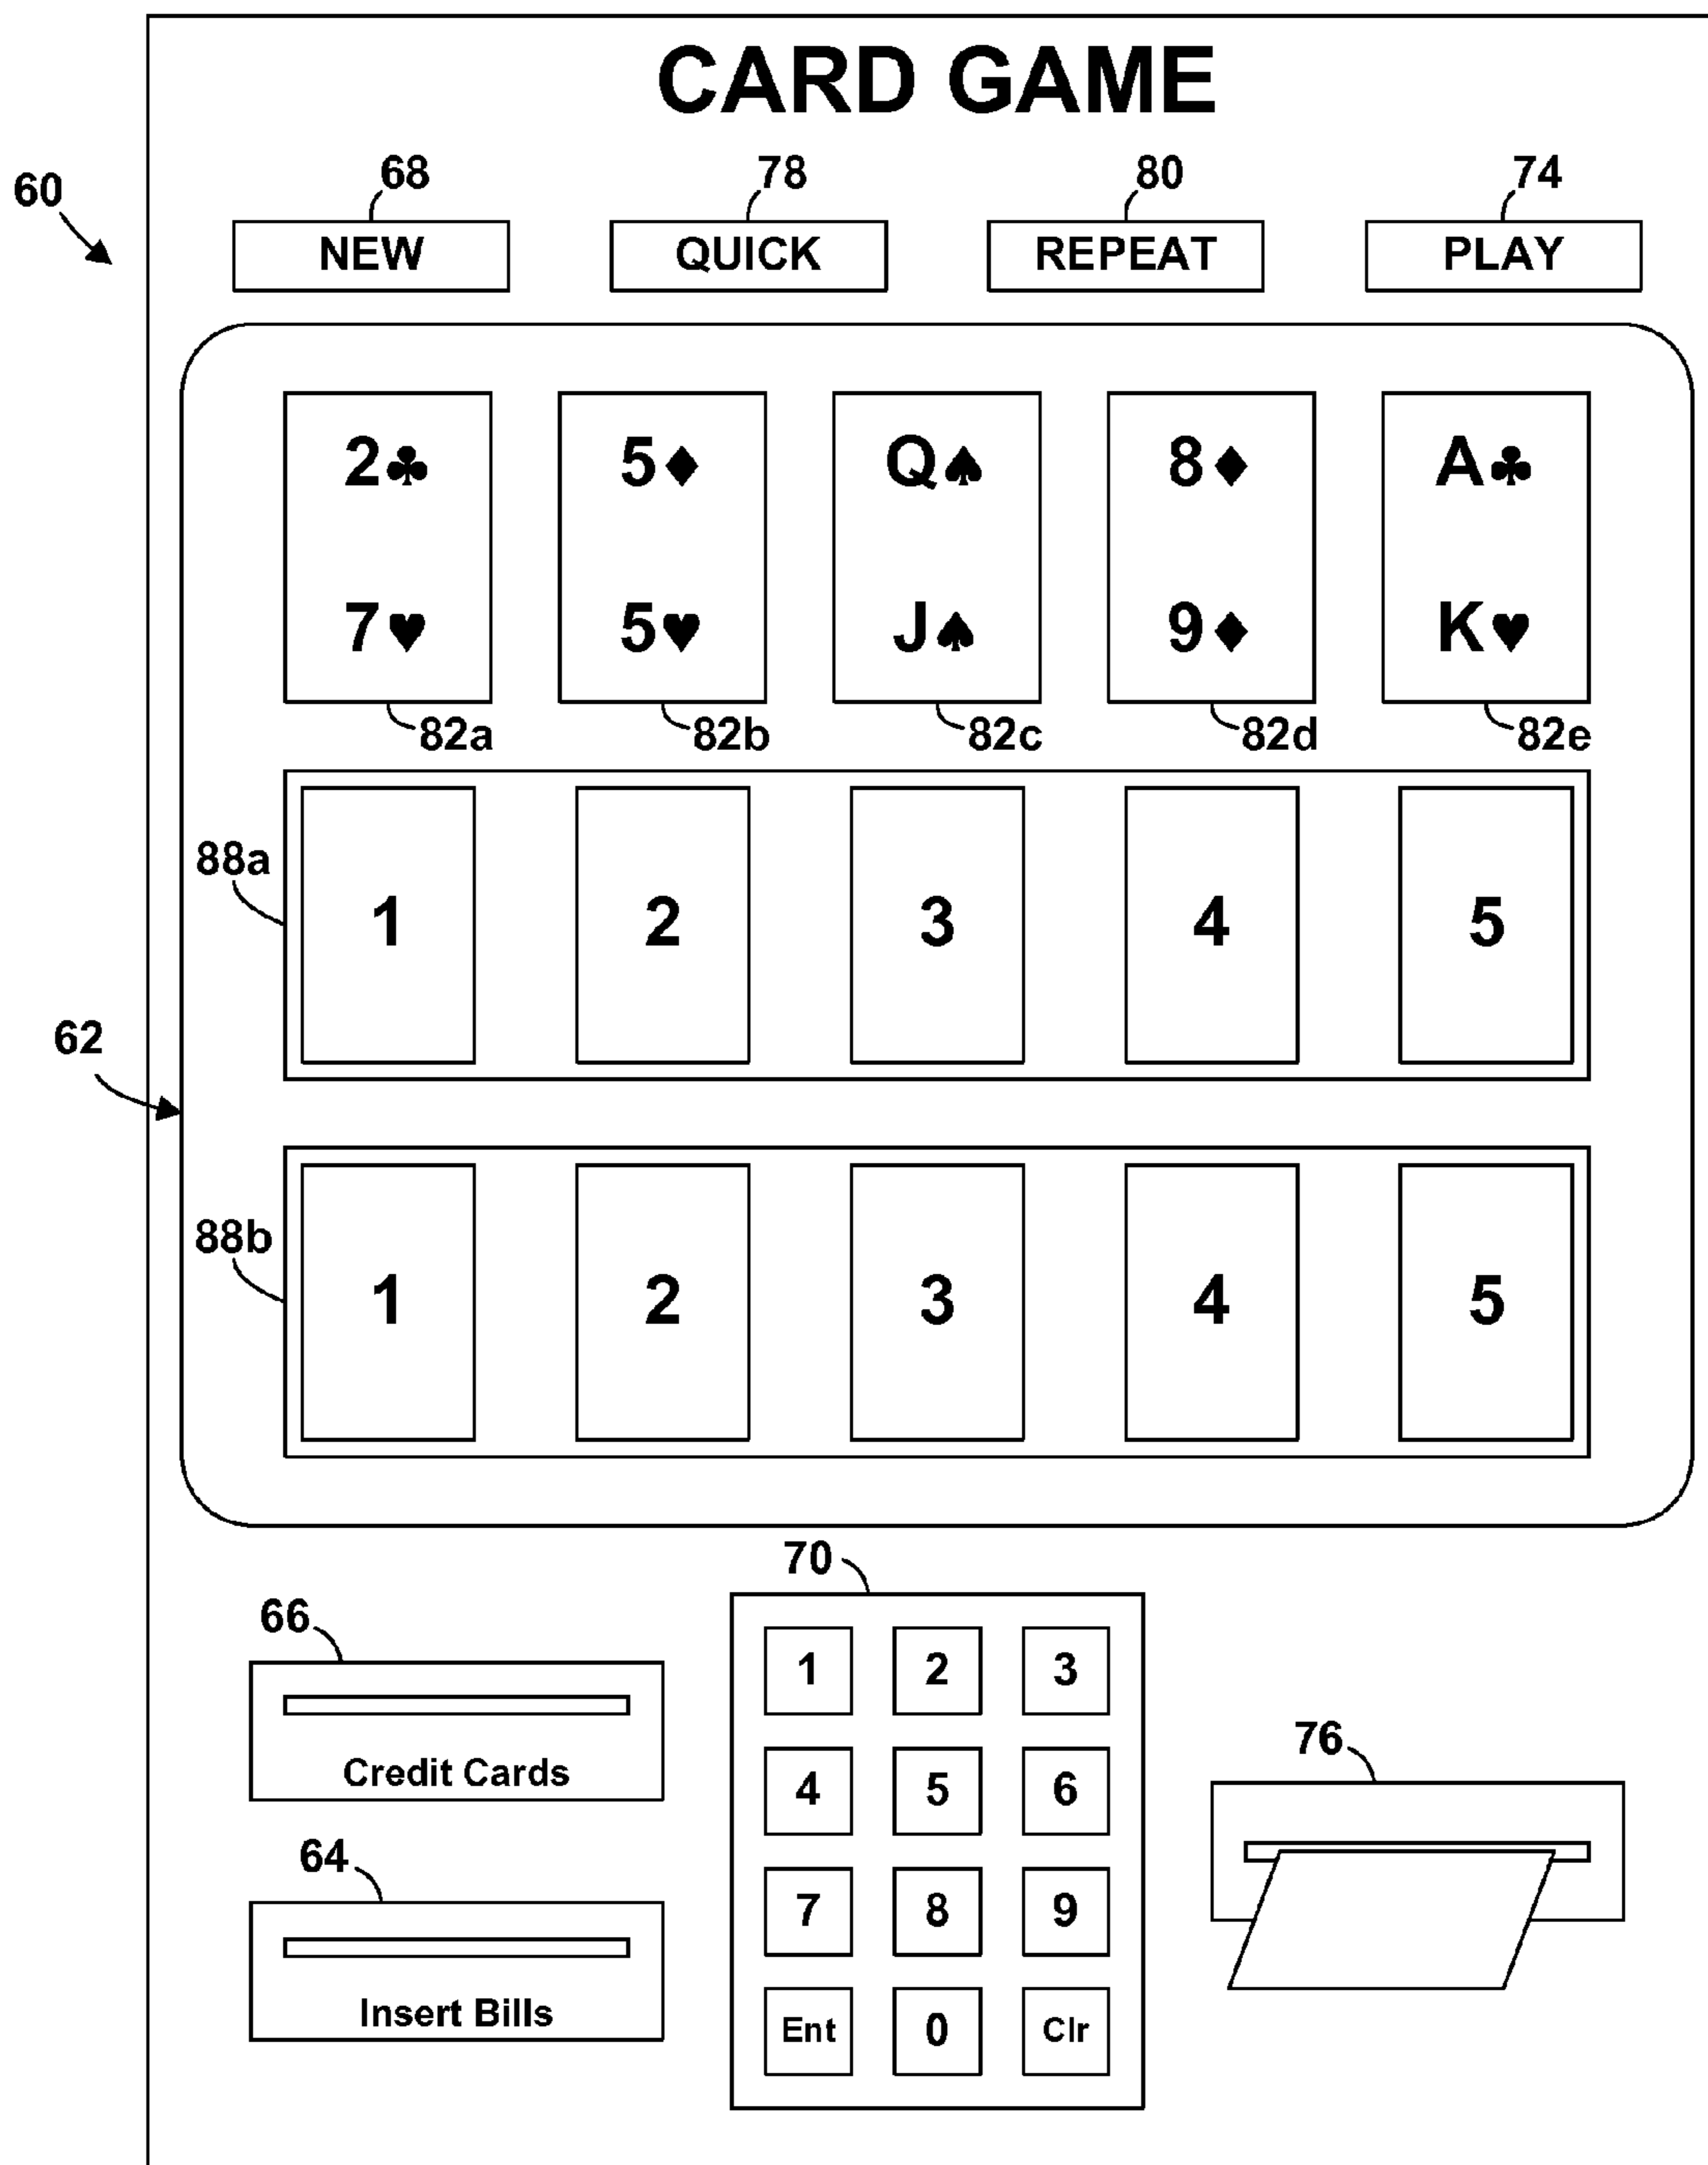 CARD GAME
68 78 80 74
60
NEW QUICK REPEAT PLAY
2♣ 5♦ Q♠ 8♦ A♣
7♥ 5♥ J♠ 9♦ K♥
82a 82b 82c 82d 82e
88a
1 2 3 4 5
62
88b
1 2 3 4 5
70
66
1 2 3
Credit Cards
76
4 5 6
64
7 8 9
Insert Bills
Ent 0 Clr